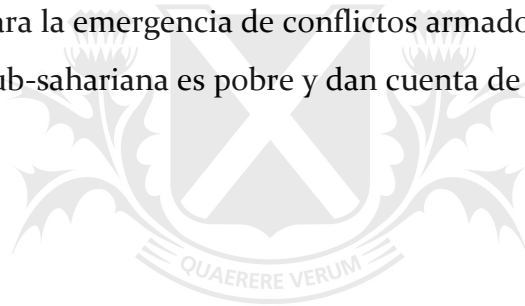 ara la emergencia de conflictos armado
ub-sahariana es pobre y dan cuenta de
QUAERERE VERUM